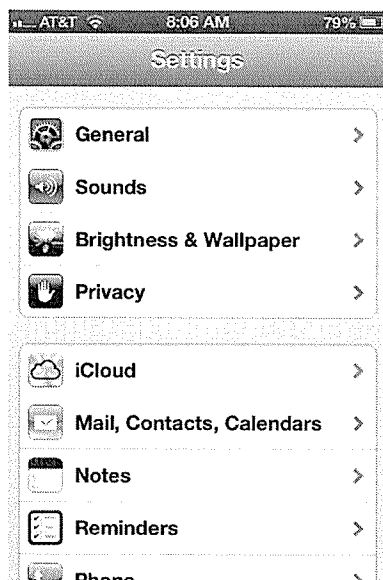 AT&T 8:06 AM 79%
Settings
General
Sounds
Brightness & Wallpaper
Privacy
iCloud
Mail, Contacts, Calendars
Notes
Reminders
Phone